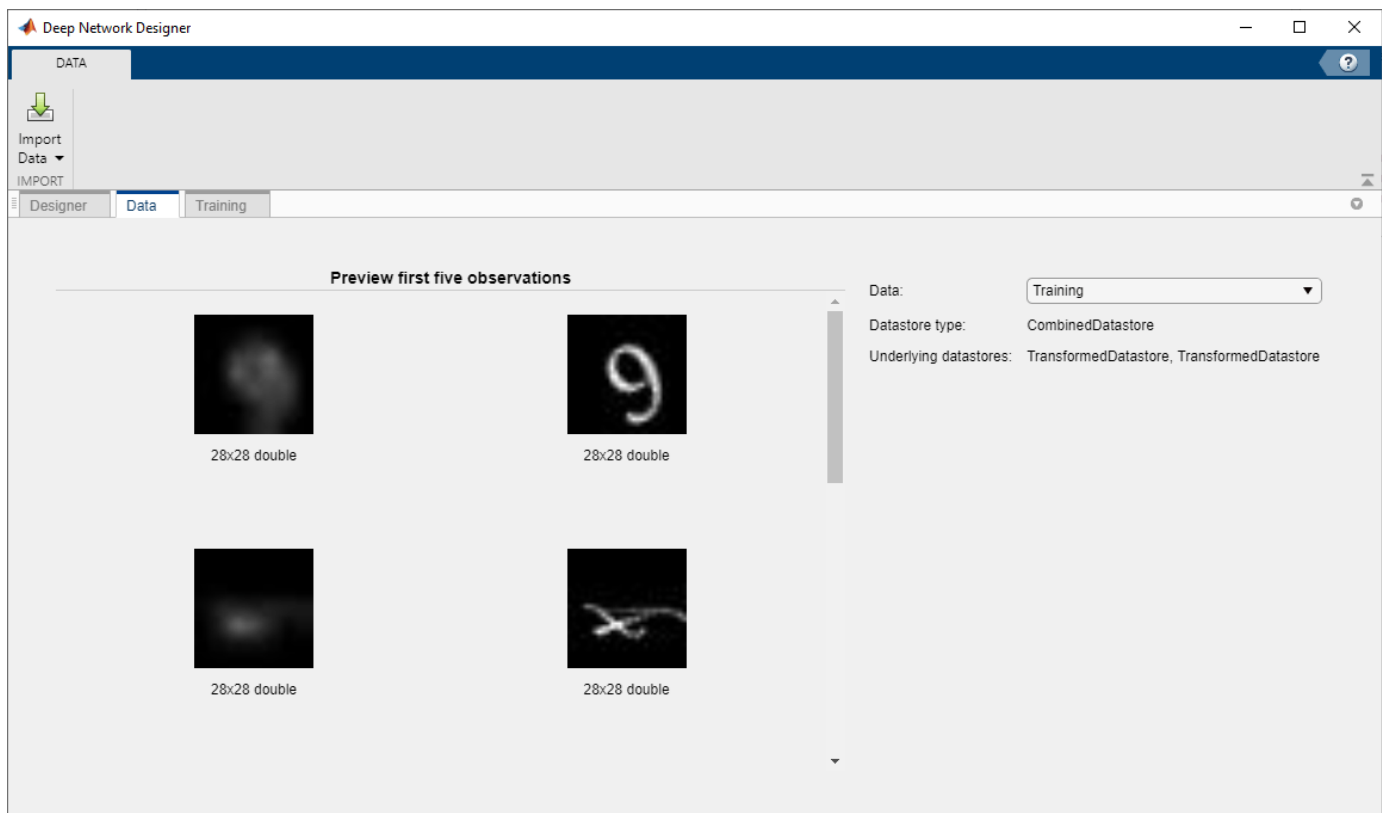 Deep Network Designer
DATA
Import
Data
IMPORT
Designer
Data
Training
Preview first five observations
9
28x28 double
28x28 double
28x28 double
28x28 double
Data:
Training
Datastore type:
CombinedDatastore
Underlying datastores:
TransformedDatastore, TransformedDatastore